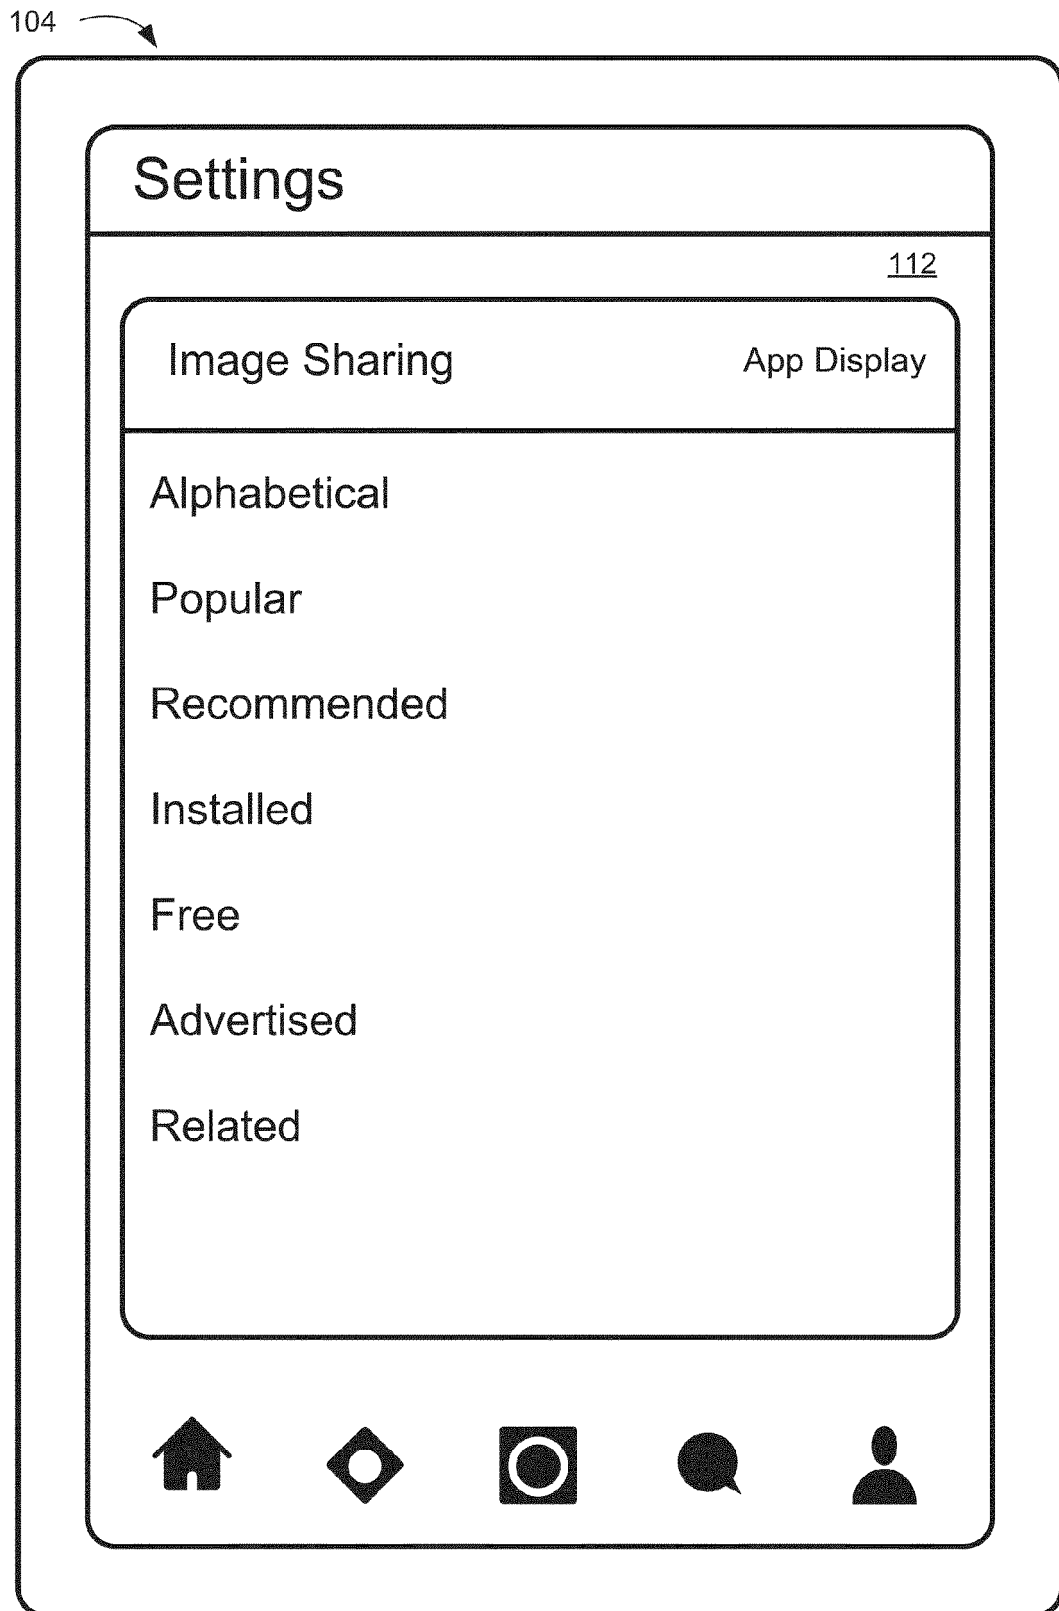 104
Settings
112
Image Sharing App Display
Alphabetical
Popular
Recommended
Installed
Free
Advertised
Related